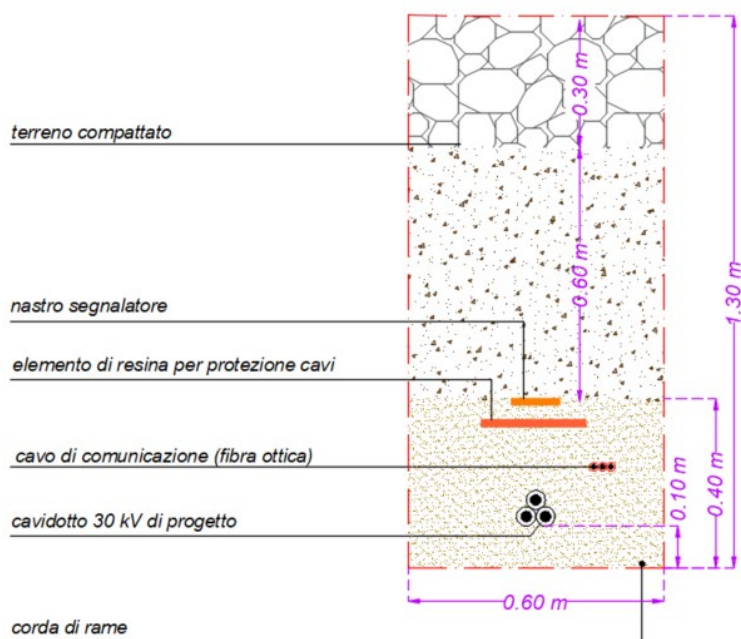 terreno compattato
nastro segnalatore
elemento di resina per protezione cavi
cavo di comunicazione (fibra ottica)
cavidotto 30 kV di progetto
corda di rame
0.30 m
0.60 m
1.30 m
0.10 m
0.40 m
0.60 m